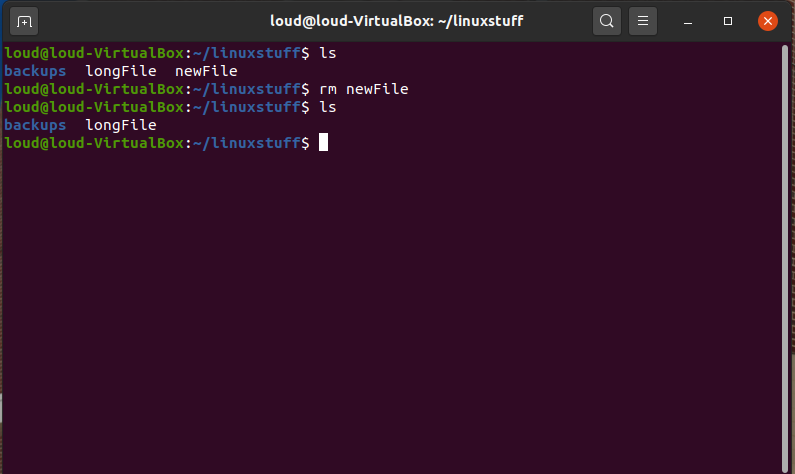 loud@loud-VirtualBox: ~/linuxstuff
loud@loud-VirtualBox:~/linuxstuff$ ls
backups  longFile  newFile
loud@loud-VirtualBox:~/linuxstuff$ rm newFile
loud@loud-VirtualBox:~/linuxstuff$ ls
backups  longFile
loud@loud-VirtualBox:~/linuxstuff$